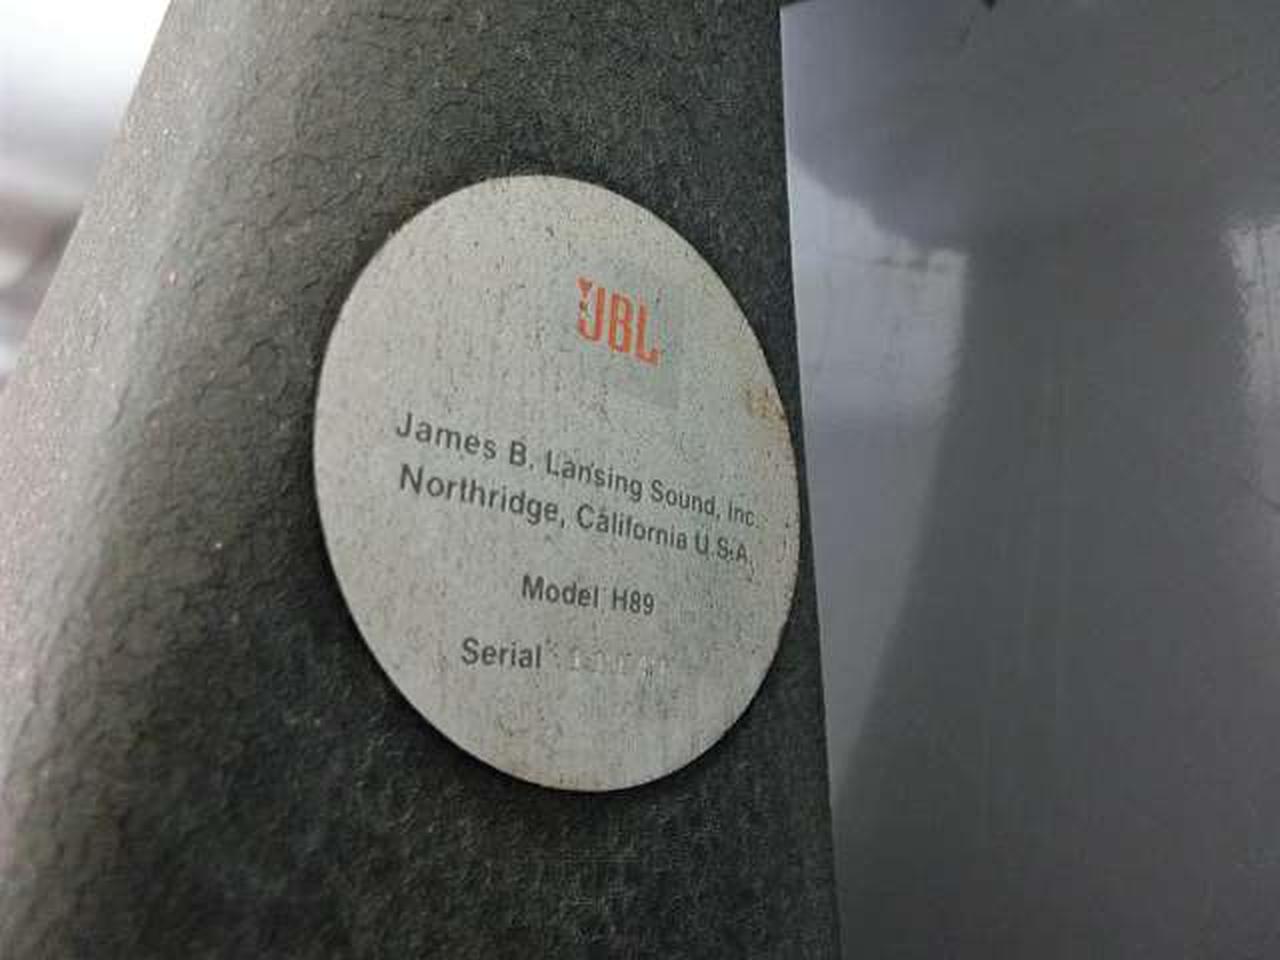 JBL
James B. Lansing Sound, Inc.
Northridge, California U.S.A.
Model H89
Serial